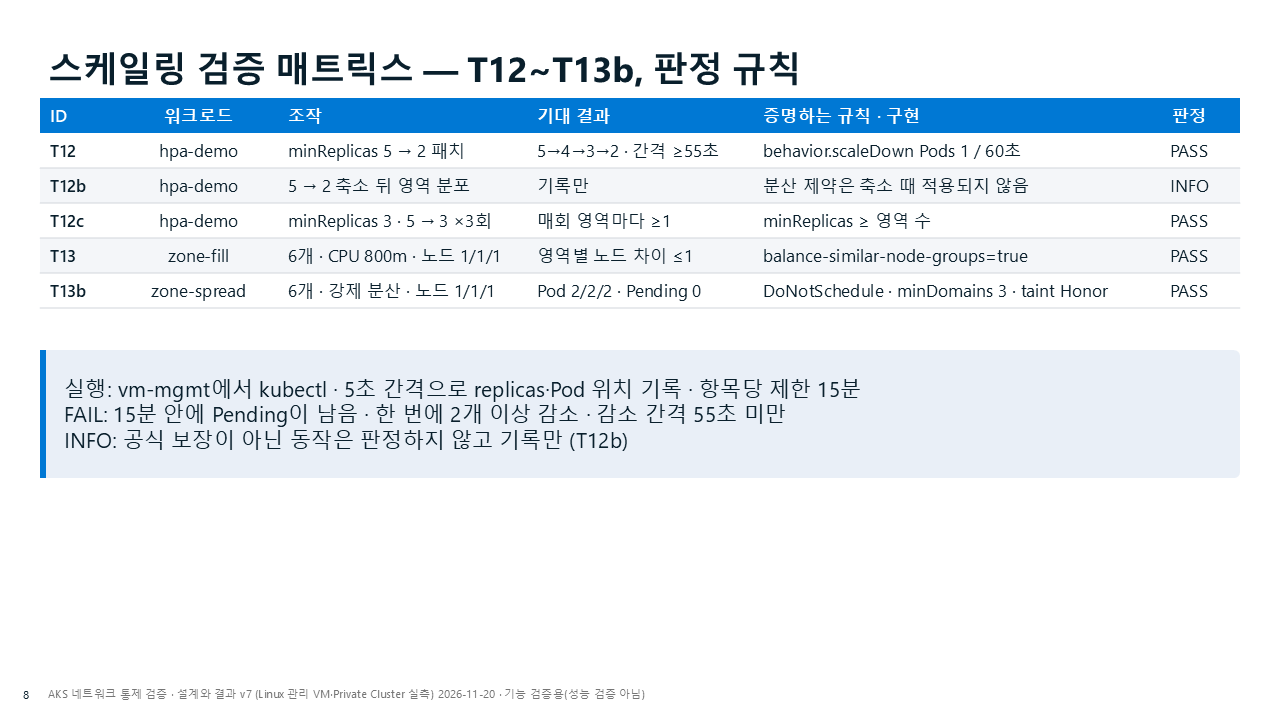 스케일링 검증 매트릭스 — T12~T13b, 판정 규칙
ID 워크로드 조작 기대 결과 증명하는 규칙 · 구현 판정
T12 hpa-demo minReplicas 5 → 2 패치 5→4→3→2 · 간격 ≥55초 behavior.scaleDown Pods 1 / 60초 PASS
T12b hpa-demo 5 → 2 축소 뒤 영역 분포 기록만 분산 제약은 축소 때 적용되지 않음 INFO
T12c hpa-demo minReplicas 3 · 5 → 3 ×3회 매회 영역마다 ≥1 minReplicas ≥ 영역 수 PASS
T13 zone-fill 6개 · CPU 800m · 노드 1/1/1 영역별 노드 차이 ≤1 balance-similar-node-groups=true PASS
T13b zone-spread 6개 · 강제 분산 · 노드 1/1/1 Pod 2/2/2 · Pending 0 DoNotSchedule · minDomains 3 · taint Honor PASS
실행: vm-mgmt에서 kubectl · 5초 간격으로 replicas·Pod 위치 기록 · 항목당 제한 15분
FAIL: 15분 안에 Pending이 남음 · 한 번에 2개 이상 감소 · 감소 간격 55초 미만
INFO: 공식 보장이 아닌 동작은 판정하지 않고 기록만 (T12b)
8 AKS 네트워크 통제 검증 · 설계와 결과 v7 (Linux 관리 VM·Private Cluster 실측) 2026-11-20 · 기능 검증용(성능 검증 아님)